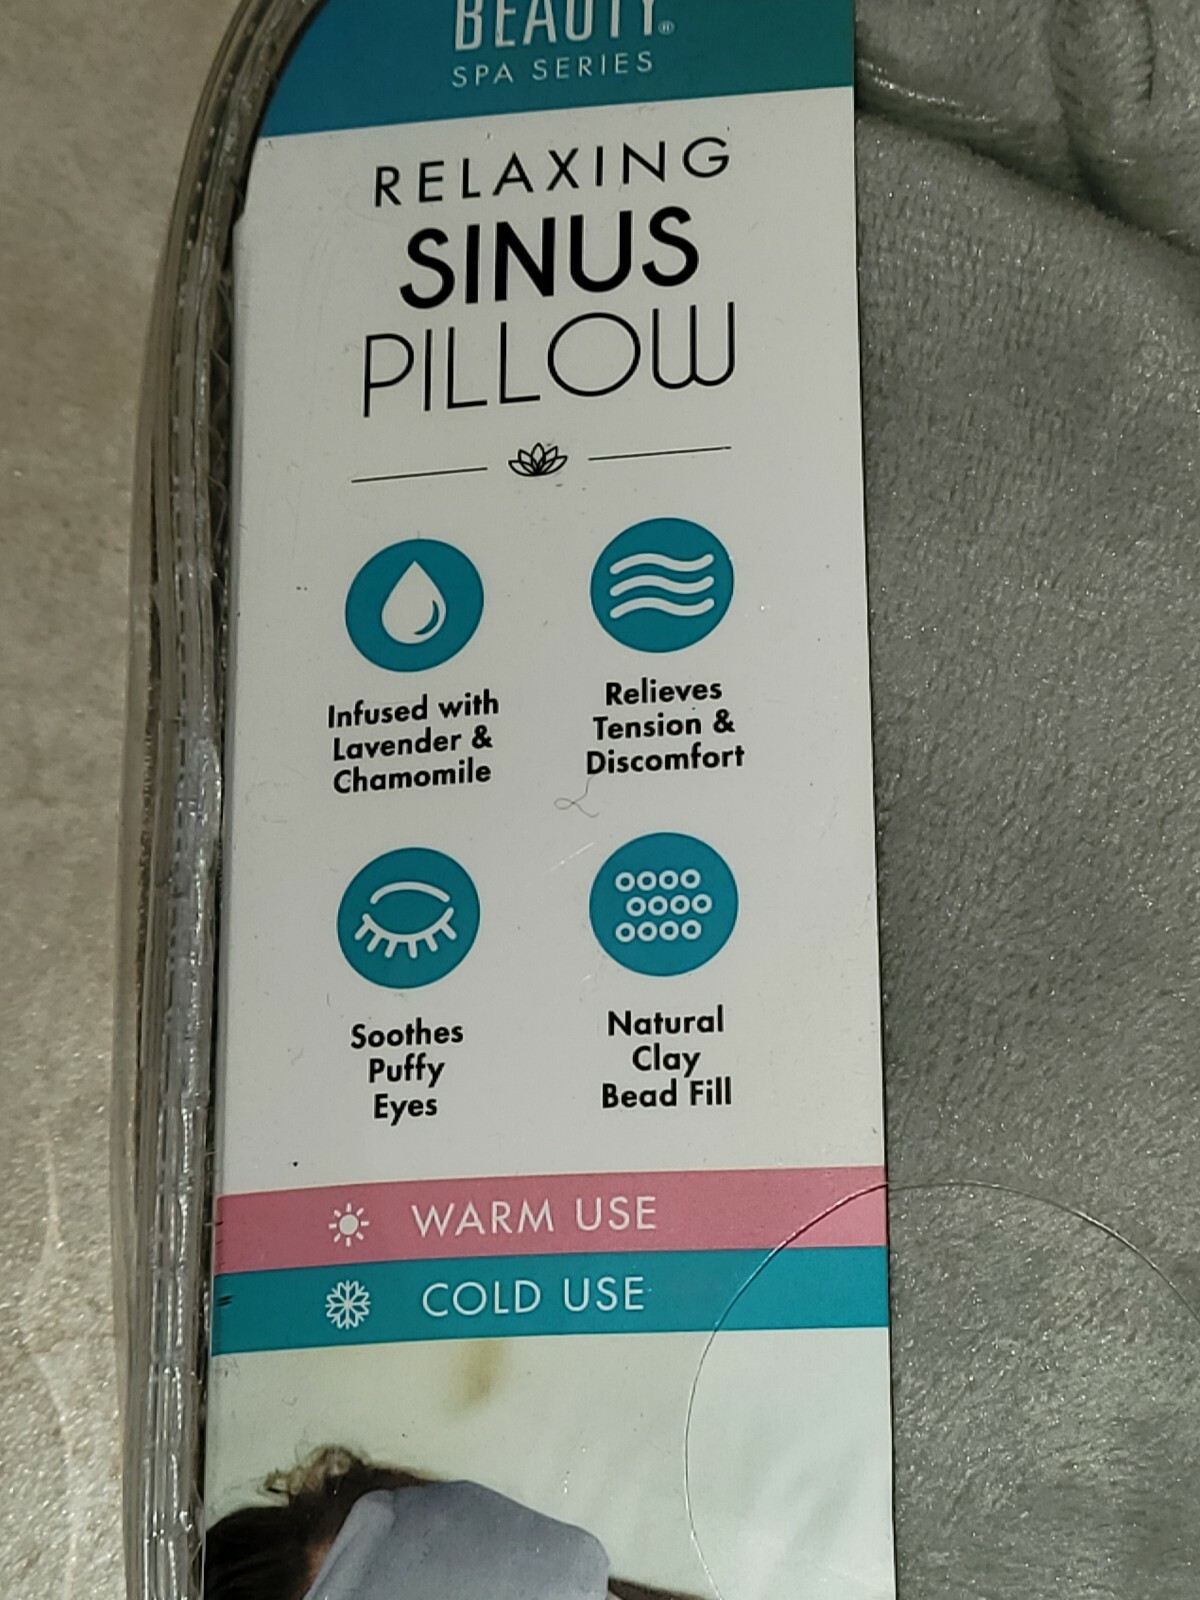 BEAUTY®
SPA SERIES
RELAXING
SINUS
PILLOW
Infused with
Lavender &
Chamomile
Relieves
Tension &
Discomfort
Soothes
Puffy
Eyes
Natural
Clay
Bead Fill
WARM USE
COLD USE